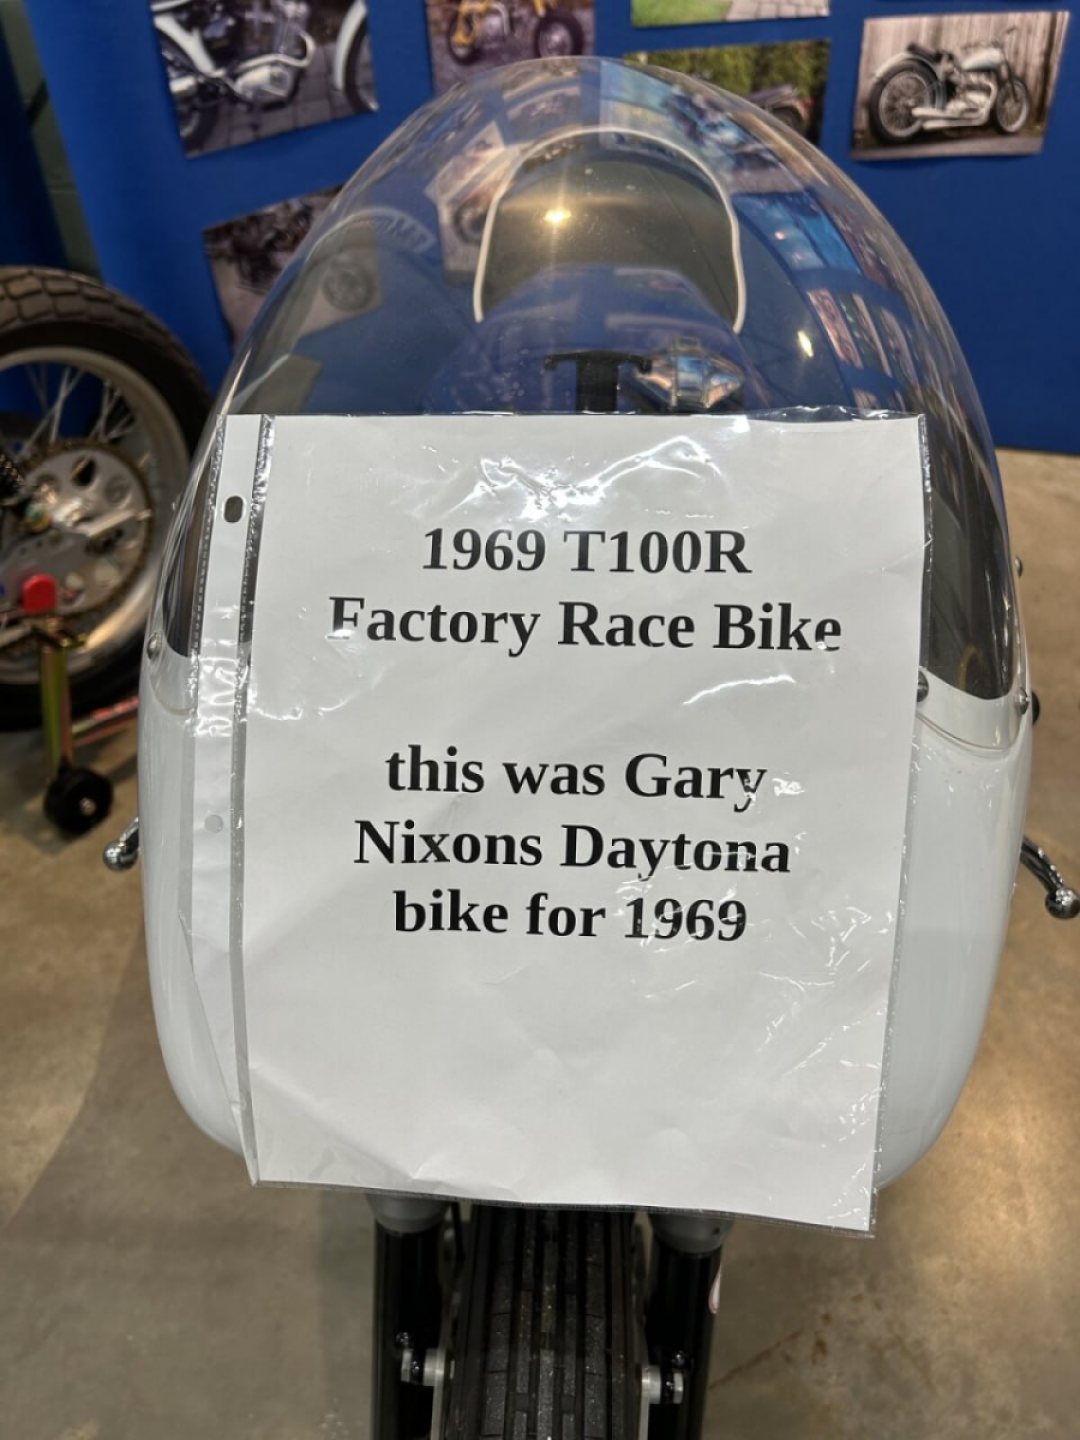 1969 T100R
Factory Race Bike
this was Gary
Nixons Daytona
bike for 1969